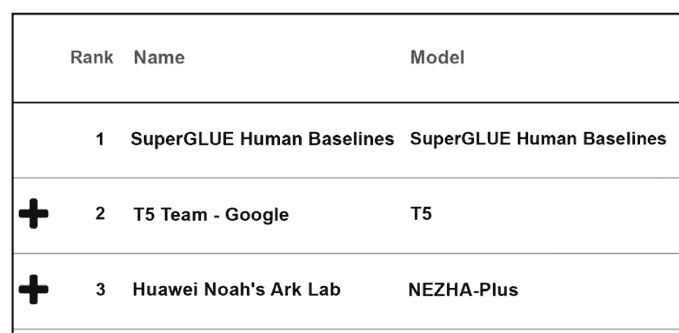 Rank Name Model
1 SuperGLUE Human Baselines SuperGLUE Human Baselines
2 T5 Team - Google T5
3 Huawei Noah's Ark Lab NEZHA-Plus